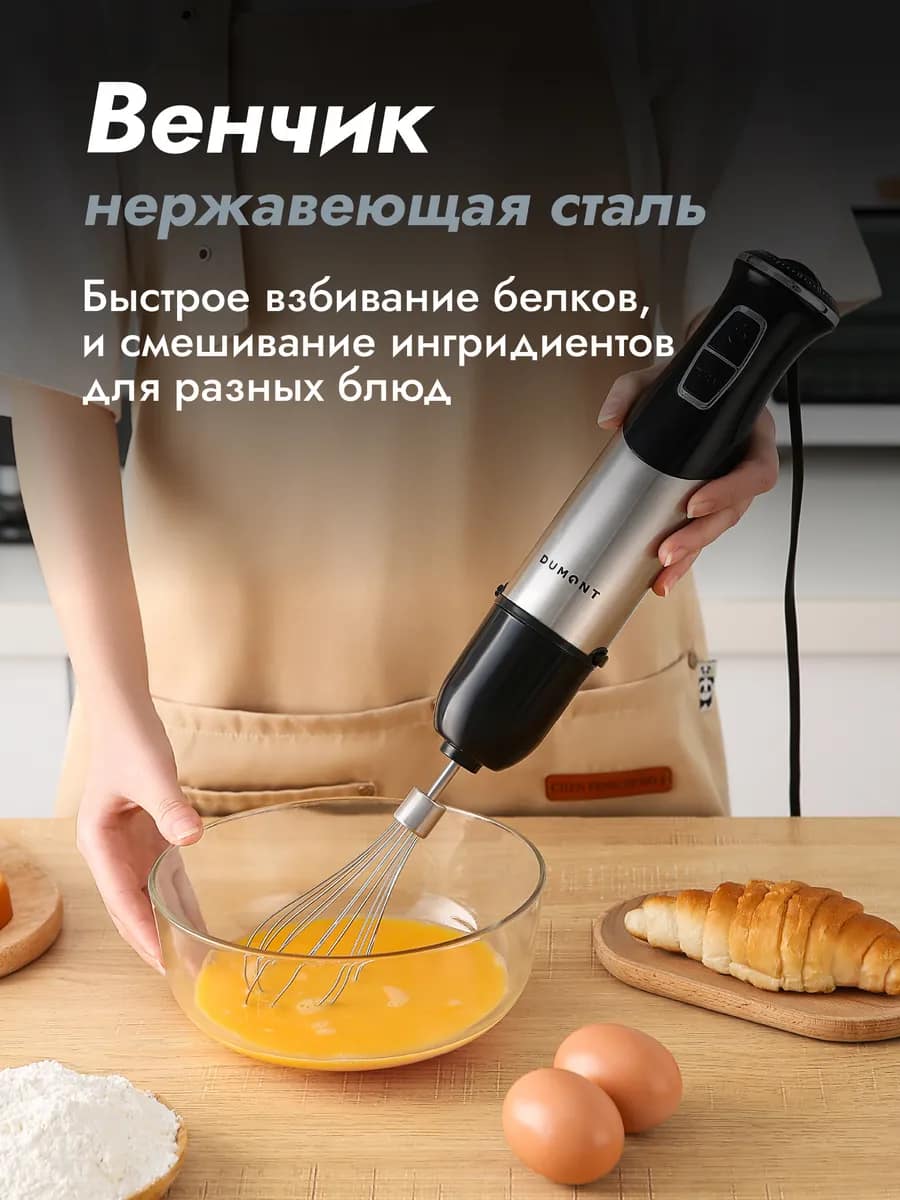 Венчик
нержавеющая сталь
Быстрое взбивание белков,
и смешивание ингридиентов
для разных блюд
DUMONT